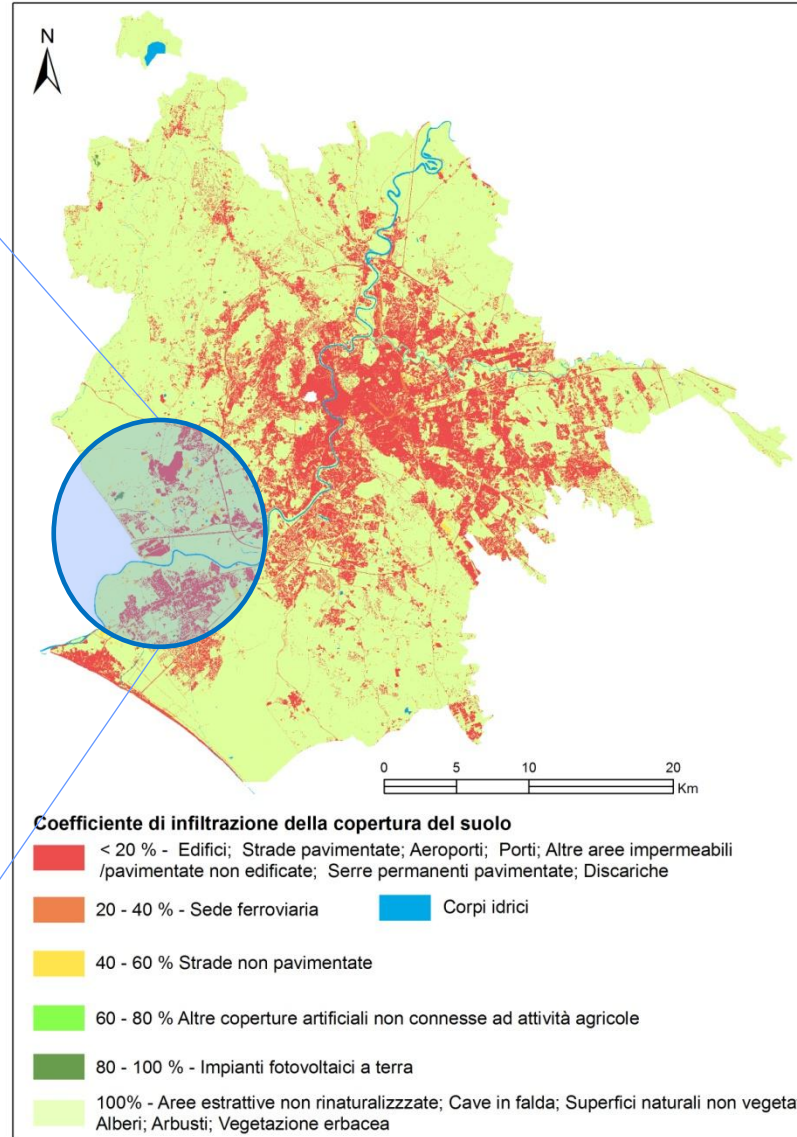 N
0 5 10 20
Km
Coefficiente di infiltrazione della copertura del suolo
< 20 % - Edifici; Strade pavimentate; Aeroporti; Porti; Altre aree impermeabili
/pavimentate non edificate; Serre permanenti pavimentate; Discariche
20 - 40 % - Sede ferroviaria
Corpi idrici
40 - 60 % Strade non pavimentate
60 - 80 % Altre coperture artificiali non connesse ad attività agricole
80 - 100 % - Impianti fotovoltaici a terra
100% - Aree estrattive non rinaturalizzzate; Cave in falda; Superfici naturali non vegeta
Alberi; Arbusti; Vegetazione erbacea